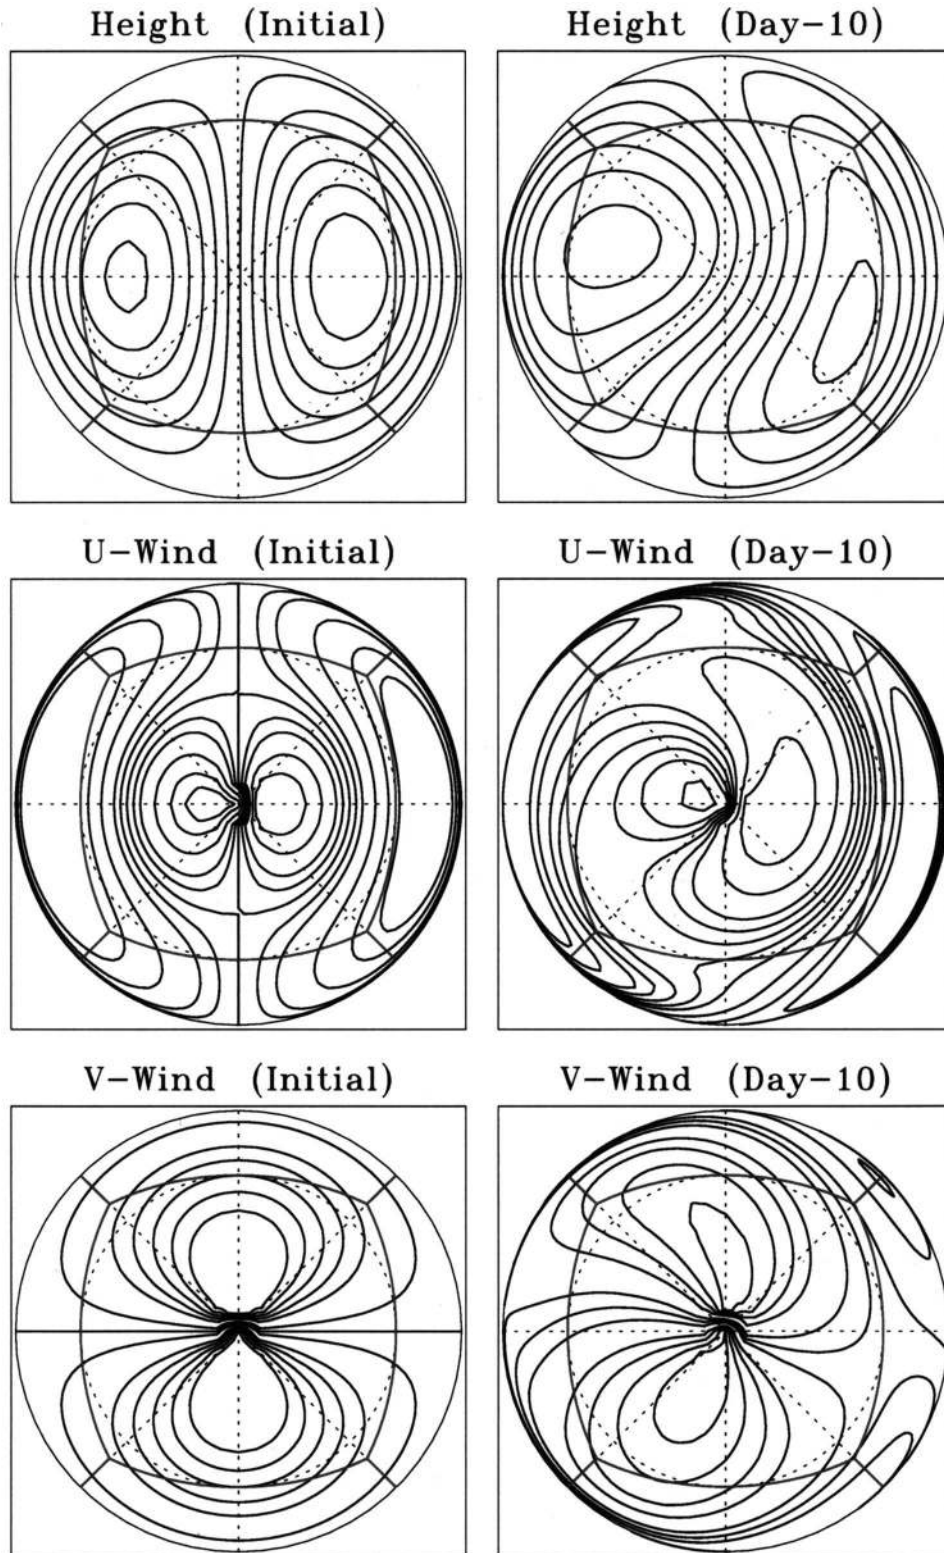 Height (Initial)
Height (Day-10)
U-Wind (Initial)
U-Wind (Day-10)
V-Wind (Initial)
V-Wind (Day-10)